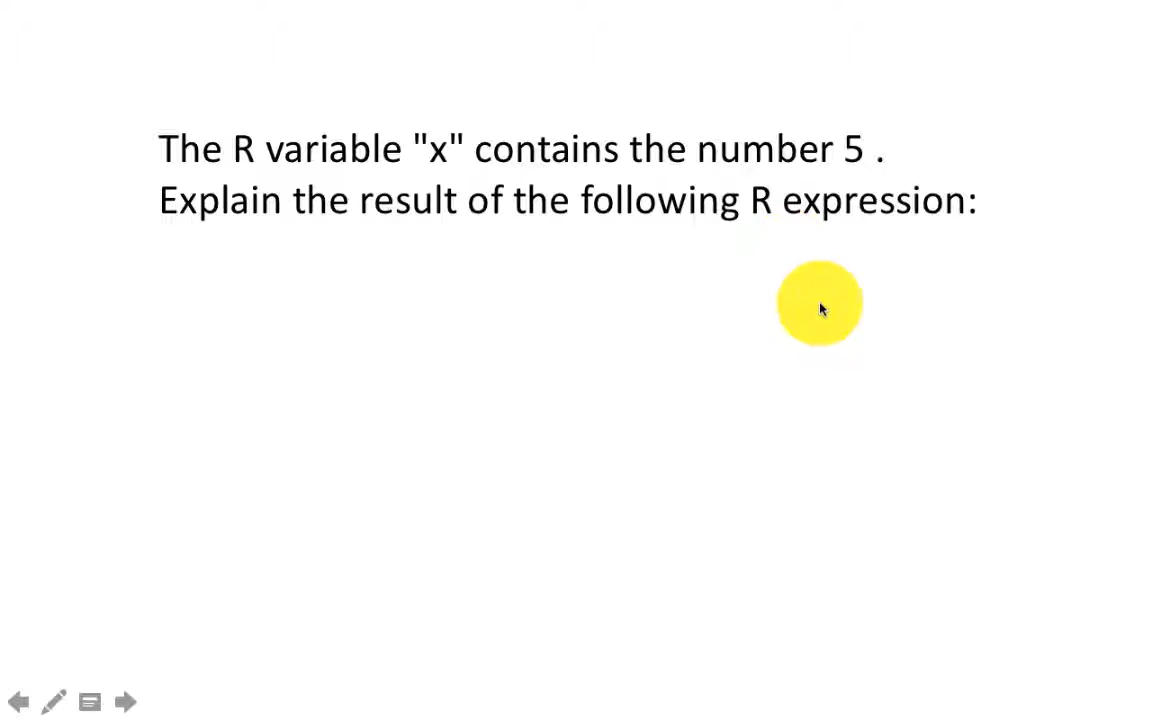 The R variable "x" contains the number 5 .
Explain the result of the following R expression: